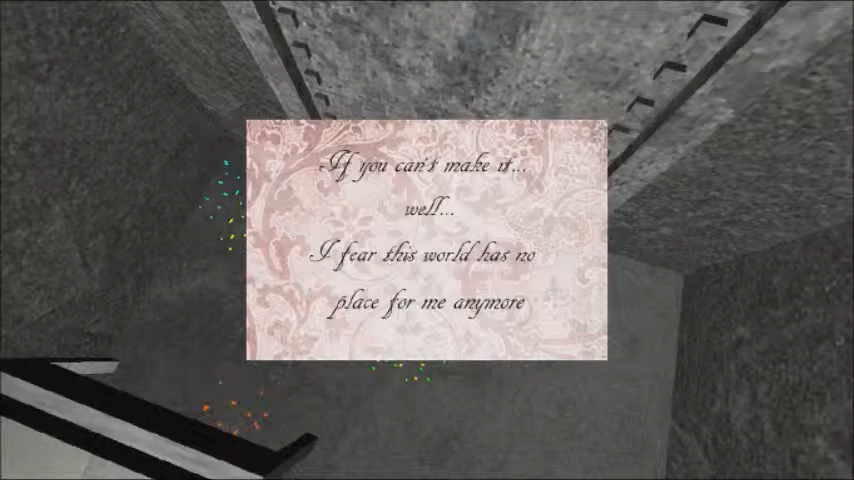 If you can't make it...
well...
I fear this world has no
place for me anymore